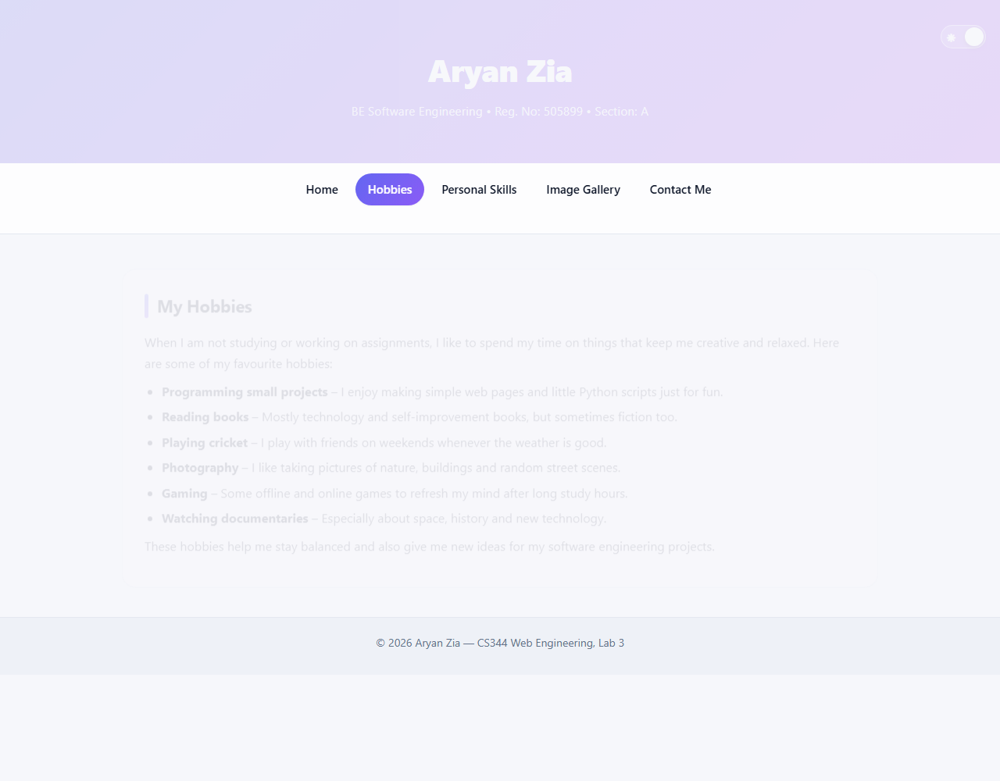 Aryan Zia
BE Software Engineering • Reg. No: 505899 • Section: A
Home Hobbies Personal Skills Image Gallery Contact Me
My Hobbies
When I am not studying or working on assignments, I like to spend my time on things that keep me creative and relaxed. Here
are some of my favourite hobbies:
• Programming small projects – I enjoy making simple web pages and little Python scripts just for fun.
• Reading books – Mostly technology and self-improvement books, but sometimes fiction too.
• Playing cricket – I play with friends on weekends whenever the weather is good.
• Photography – I like taking pictures of nature, buildings and random street scenes.
• Gaming – Some offline and online games to refresh my mind after long study hours.
• Watching documentaries – Especially about space, history and new technology.
These hobbies help me stay balanced and also give me new ideas for my software engineering projects.
© 2026 Aryan Zia — CS344 Web Engineering, Lab 3